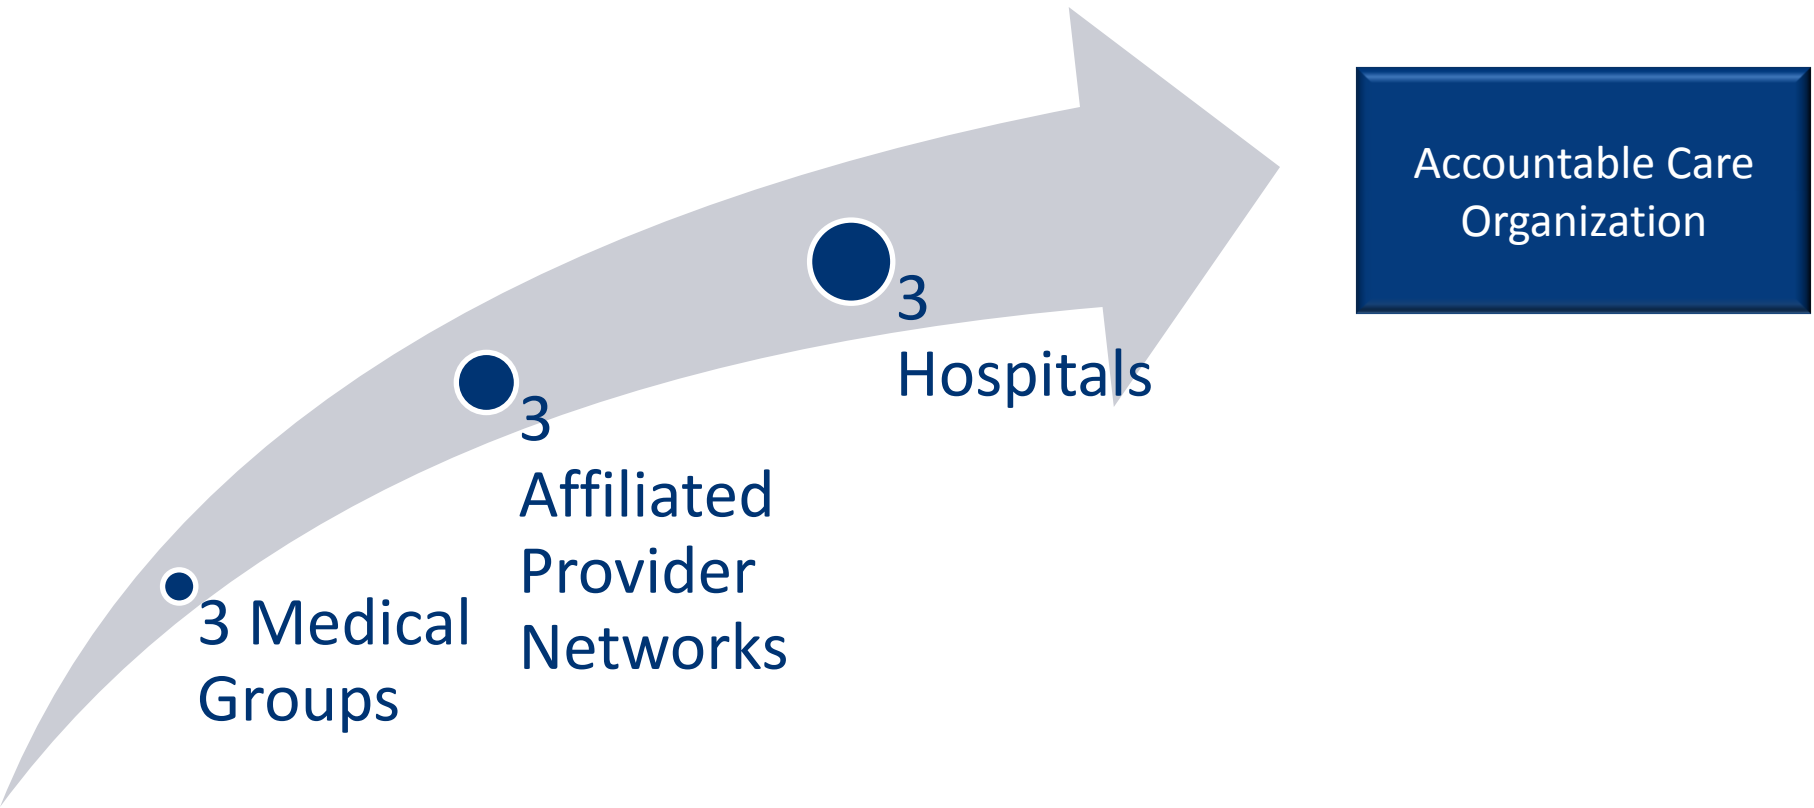 3 Medical
Groups
3
Affiliated
Provider
Networks
3
Hospitals
Accountable Care
Organization